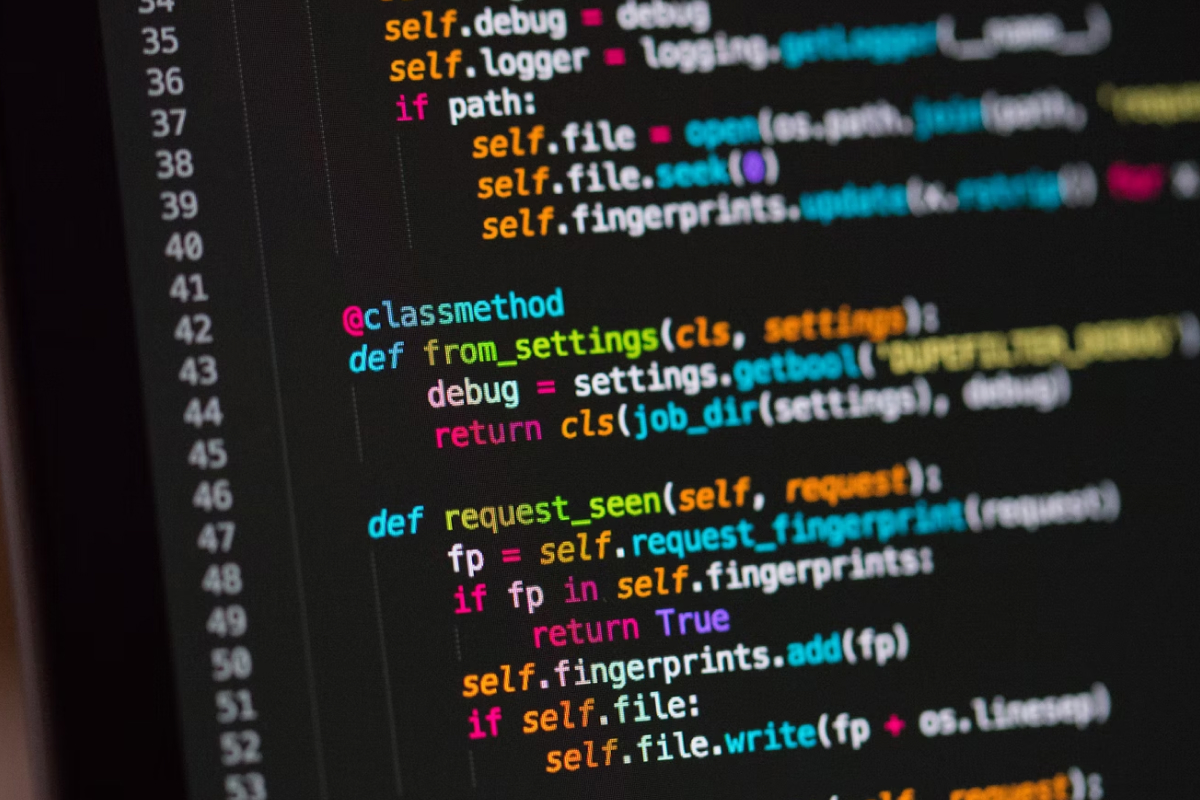 34
35 self.debug = debug
36 self.logger = logging.getLogger(__name__)
37 if path:
38 self.file = open(os.path.join(path, 'reque
39 self.file.seek(0)
40 self.fingerprints.update(x.rstrip() for
41
42 @classmethod
43 def from_settings(cls, settings):
44 debug = settings.getbool('DUPEFILTER_DEBUG')
45 return cls(job_dir(settings), debug)
46
47 def request_seen(self, request):
48 fp = self.request_fingerprint(request)
49 if fp in self.fingerprints:
50 return True
51 self.fingerprints.add(fp)
52 if self.file:
53 self.file.write(fp + os.linesep)
self, request):